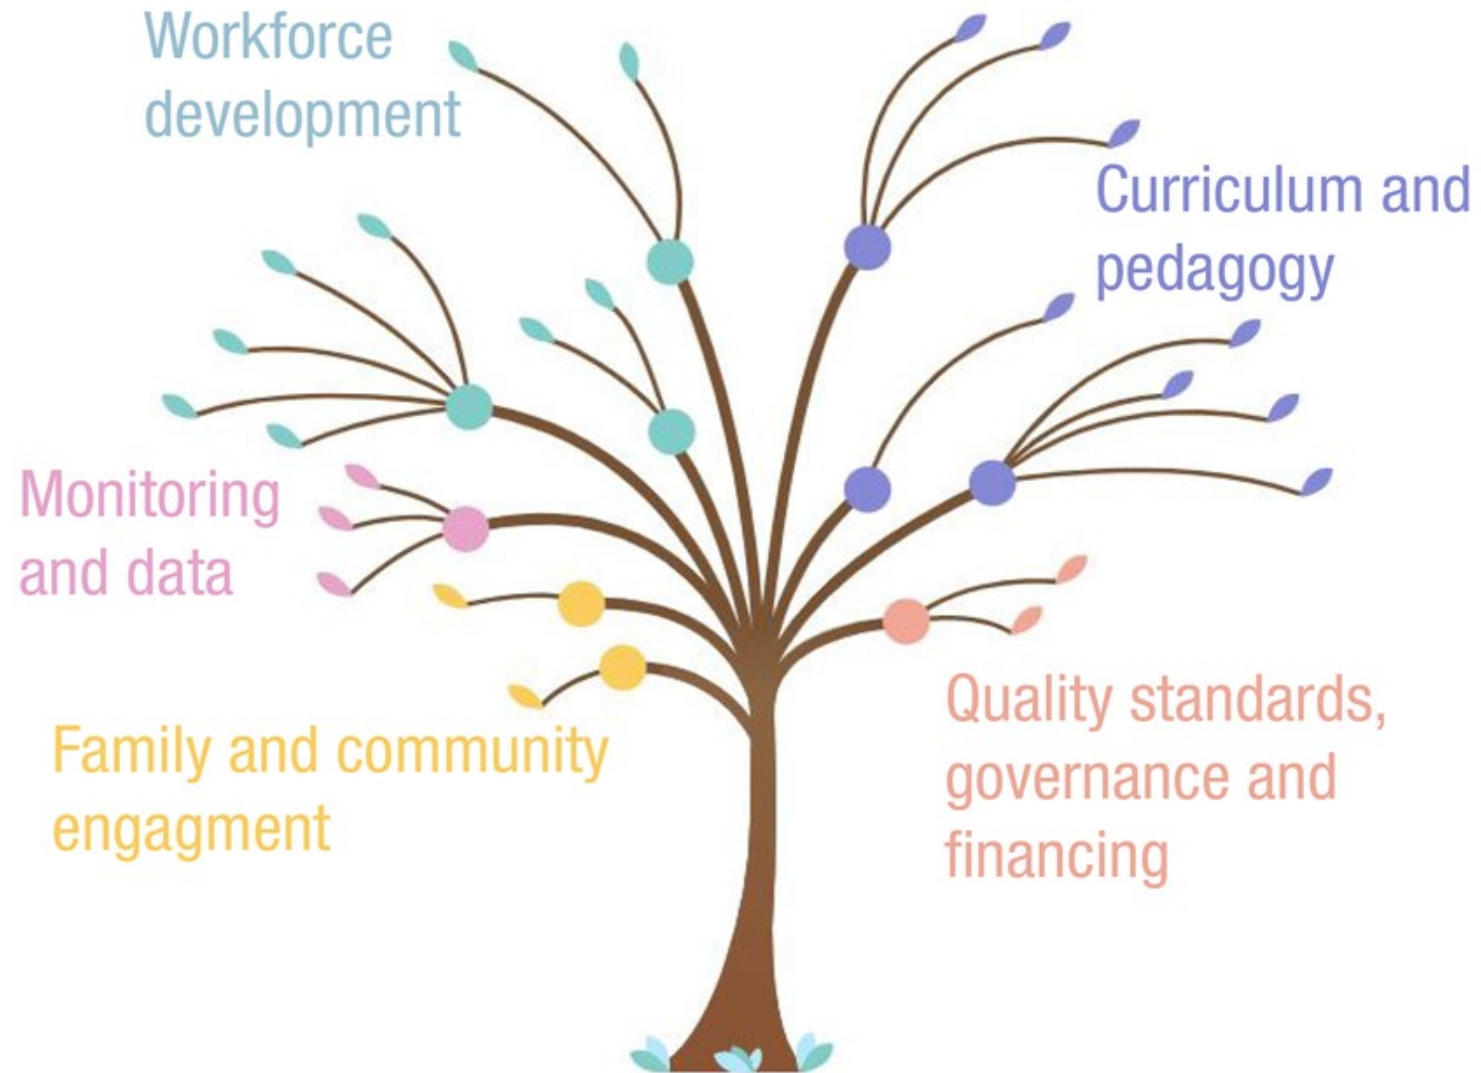 Workforce
development
Curriculum and
pedagogy
Monitoring
and data
Family and community
engagment
Quality standards,
governance and
financing